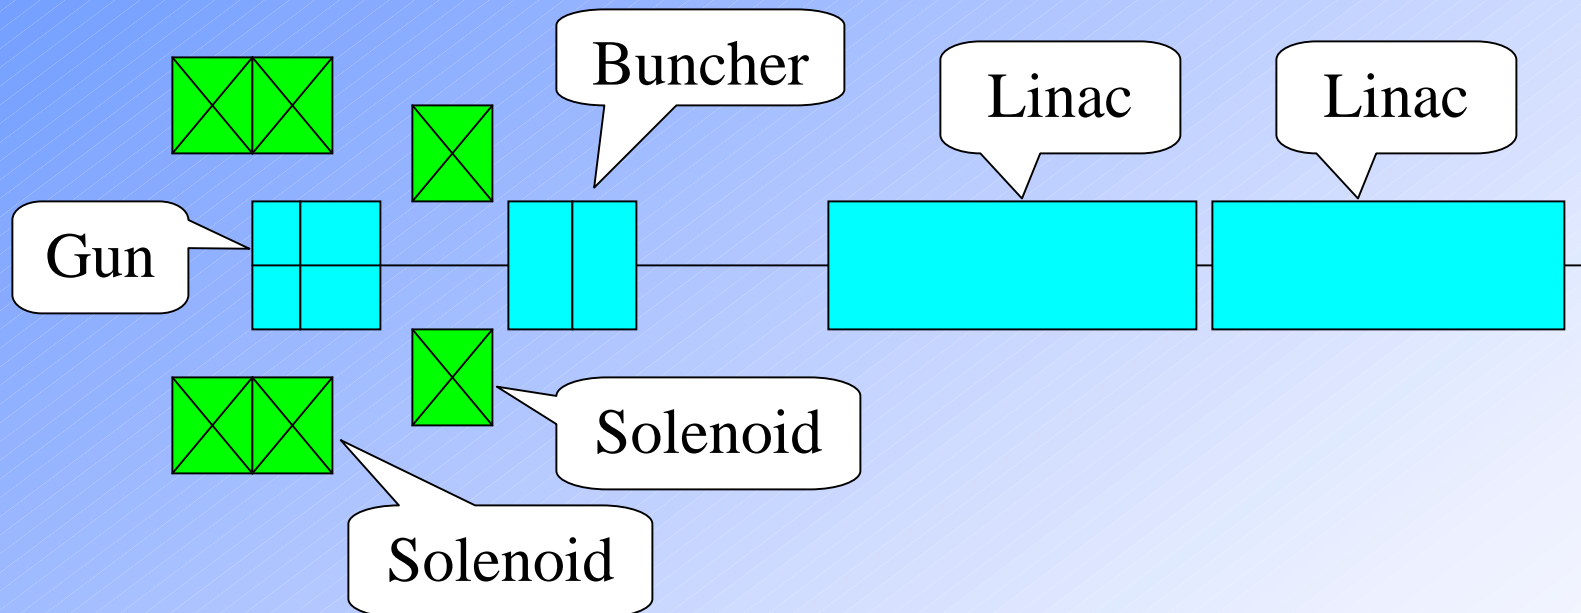 Buncher
Linac
Linac
Gun
Solenoid
Solenoid